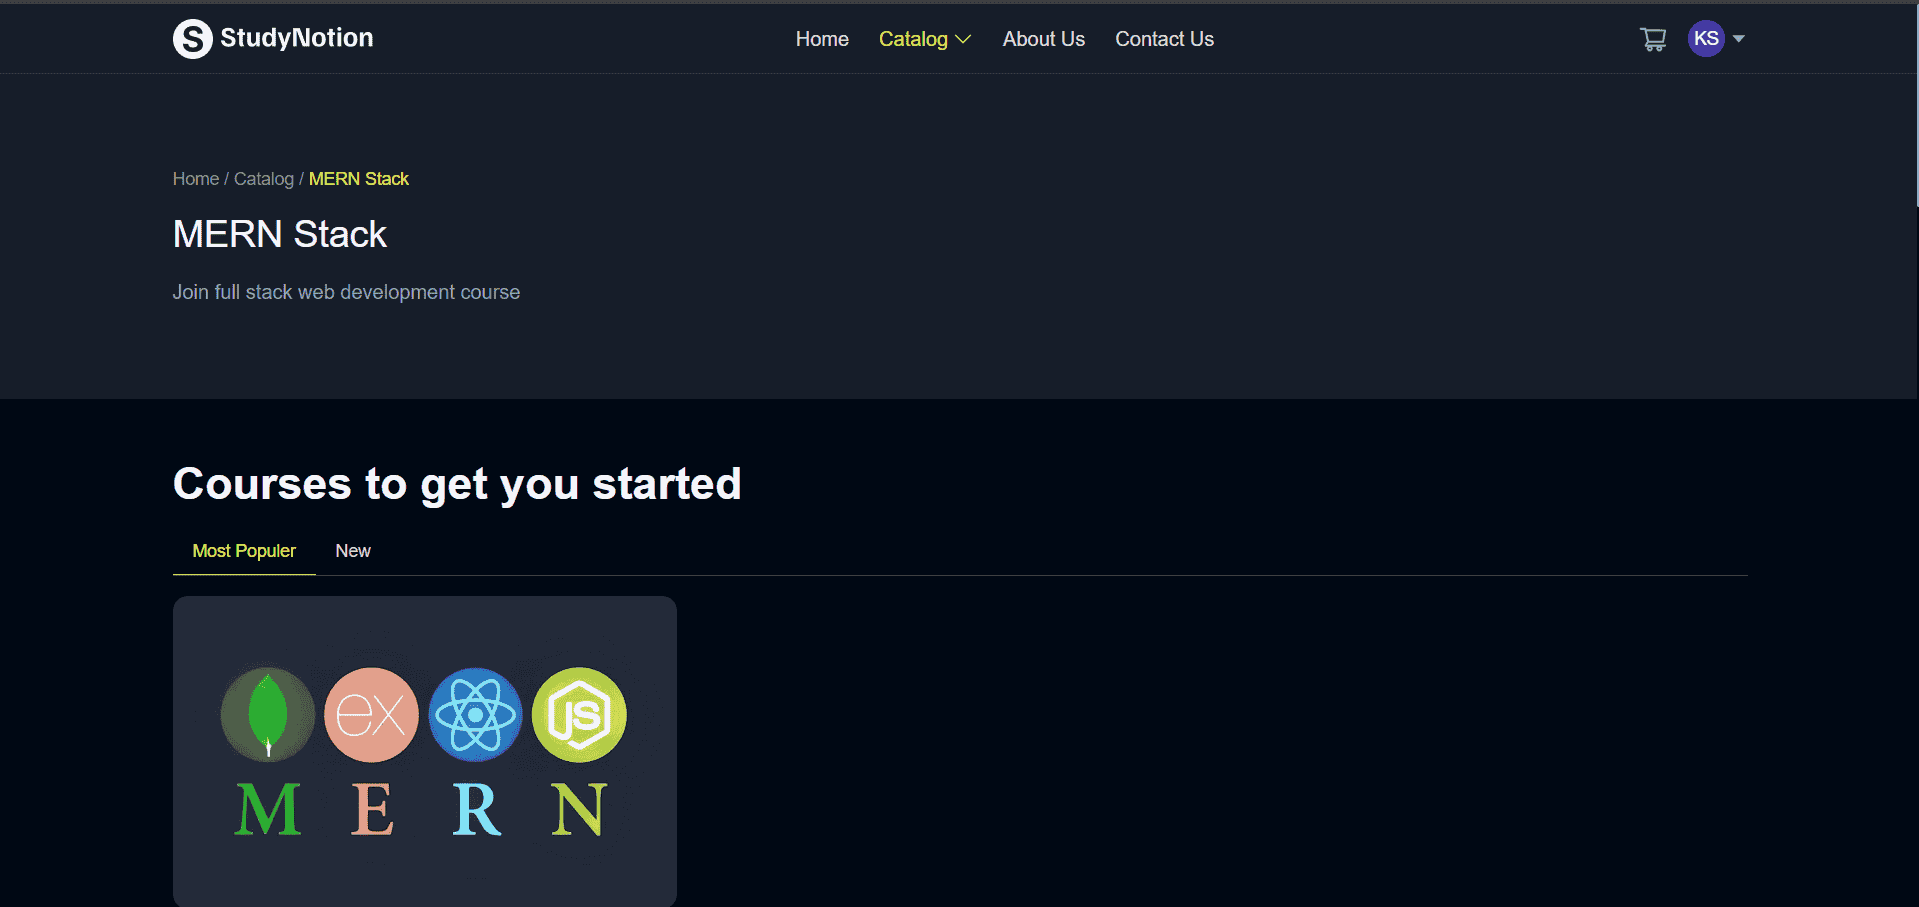 S StudyNotion
Home Catalog About Us Contact Us
KS
Home / Catalog / MERN Stack
MERN Stack
Join full stack web development course
Courses to get you started
Most Populer New
ex JS
M E R N